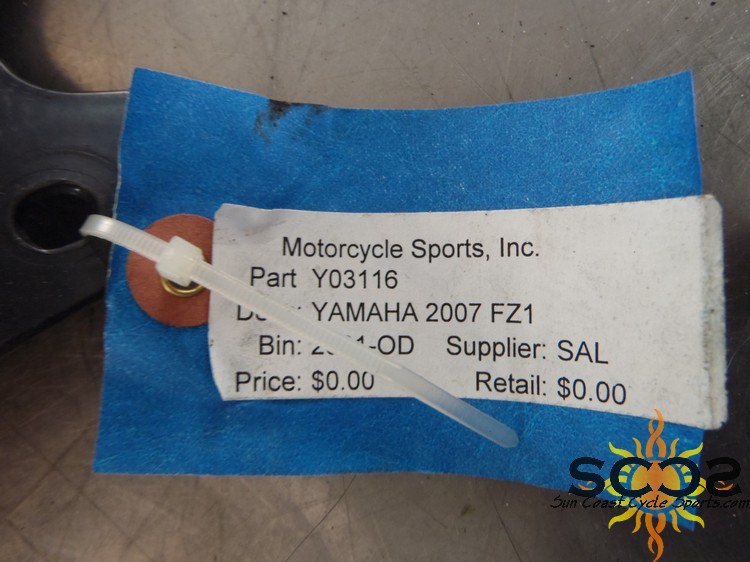 Motorcycle Sports, Inc.
Part Y03116
YAMAHA 2007 FZ1
Bin: Supplier: SAL
Price: $0.00 Retail: $0.00
SCCS
Sun Coast Cycle Sports.com